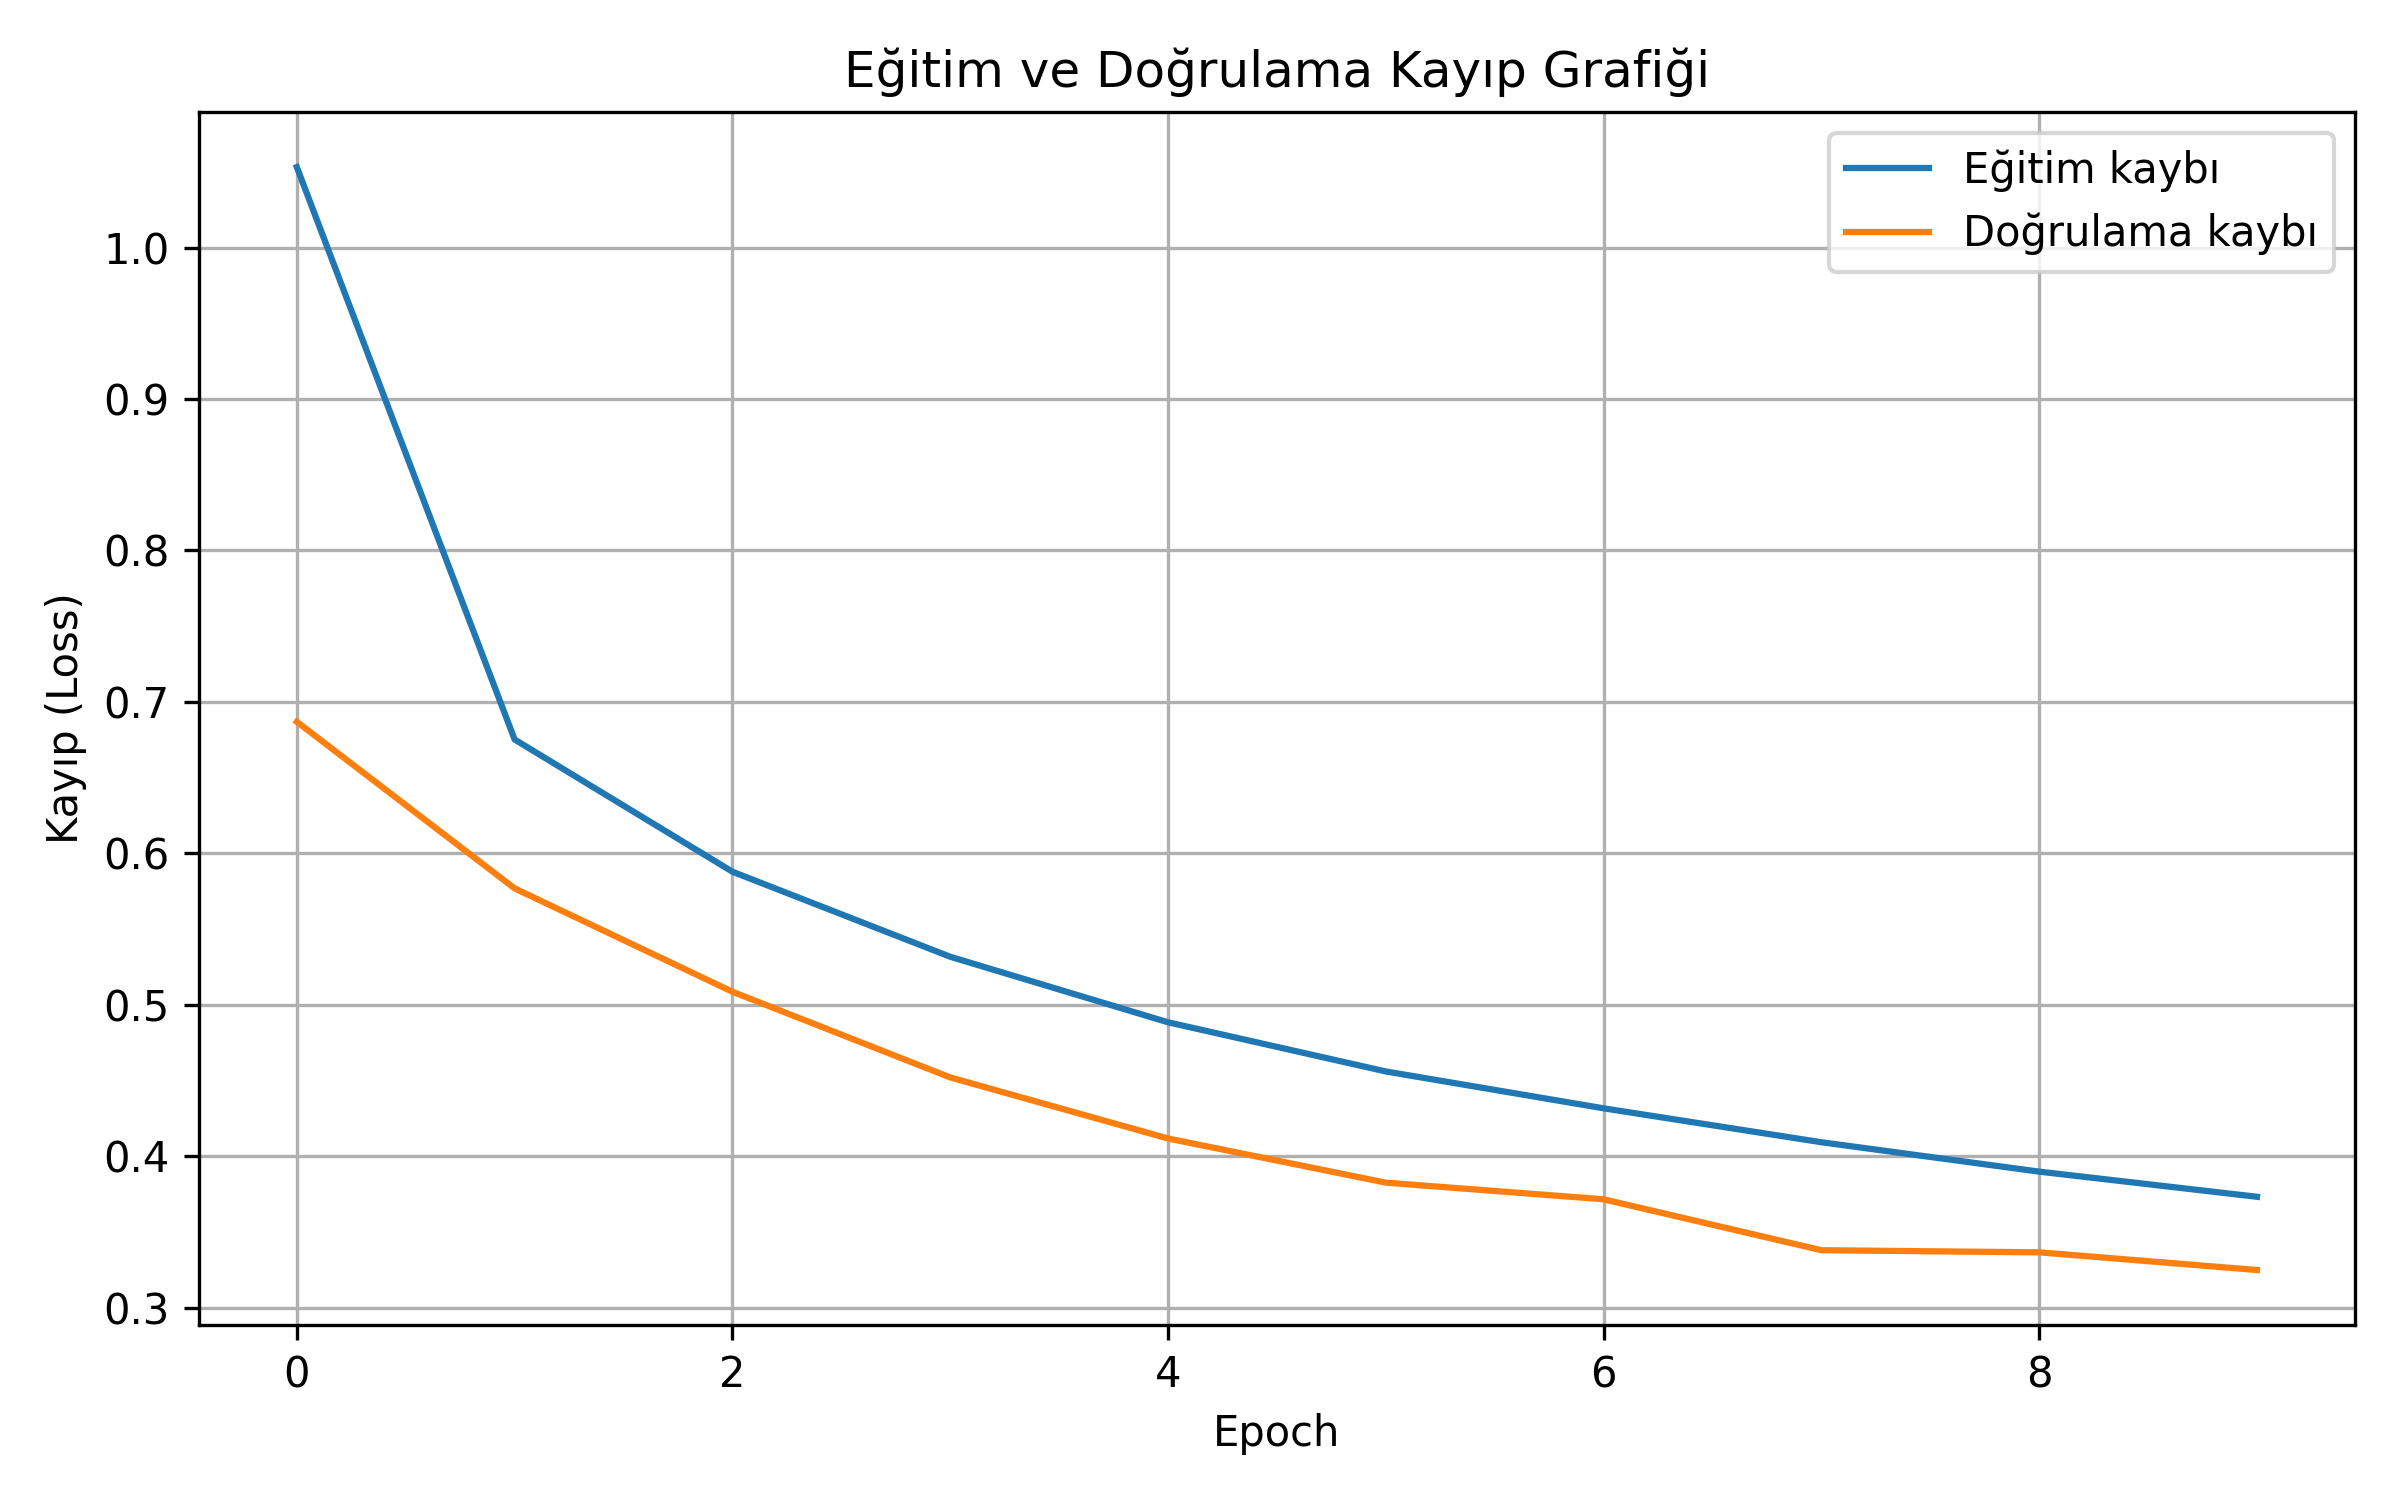 Eğitim ve Doğrulama Kayıp Grafiği
Eğitim kaybı
Doğrulama kaybı
Kayıp (Loss)
1.0
0.9
0.8
0.7
0.6
0.5
0.4
0.3
0 2 4 6 8
Epoch